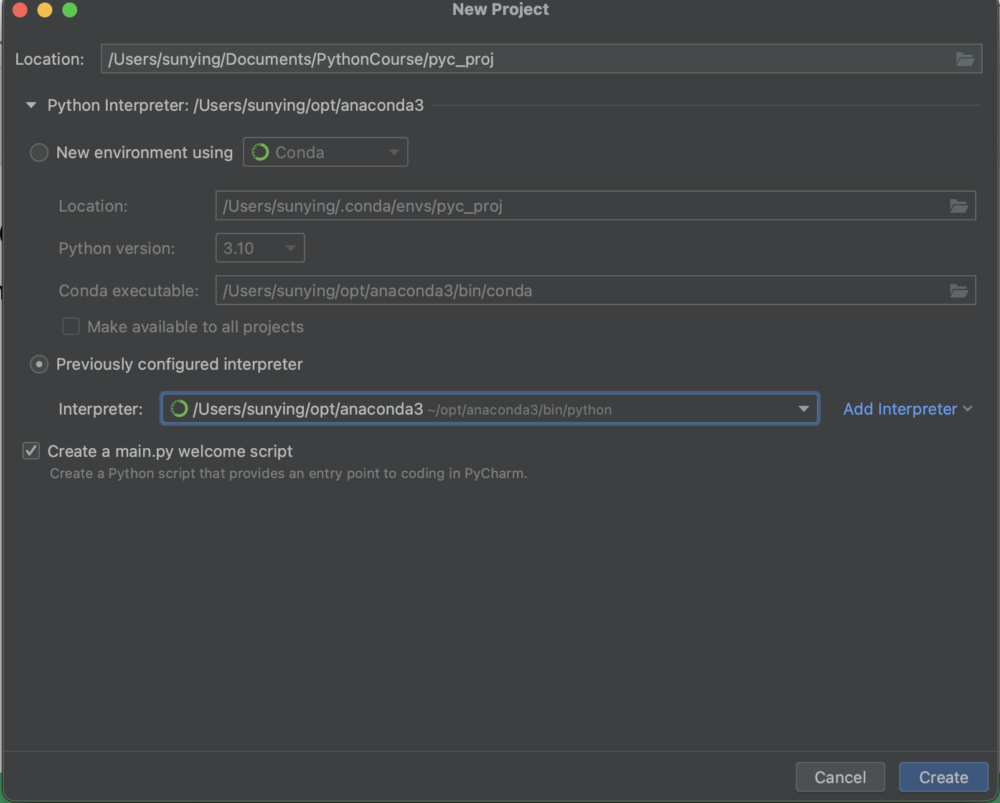 New Project
Location: /Users/sunying/Documents/PythonCourse/pyc_proj
Python Interpreter: /Users/sunying/opt/anaconda3
New environment using Conda
Location: /Users/sunying/.conda/envs/pyc_proj
Python version: 3.10
Conda executable: /Users/sunying/opt/anaconda3/bin/conda
Make available to all projects
Previously configured interpreter
Interpreter: /Users/sunying/opt/anaconda3 ~/opt/anaconda3/bin/python Add Interpreter
Create a main.py welcome script
Create a Python script that provides an entry point to coding in PyCharm.
Cancel Create